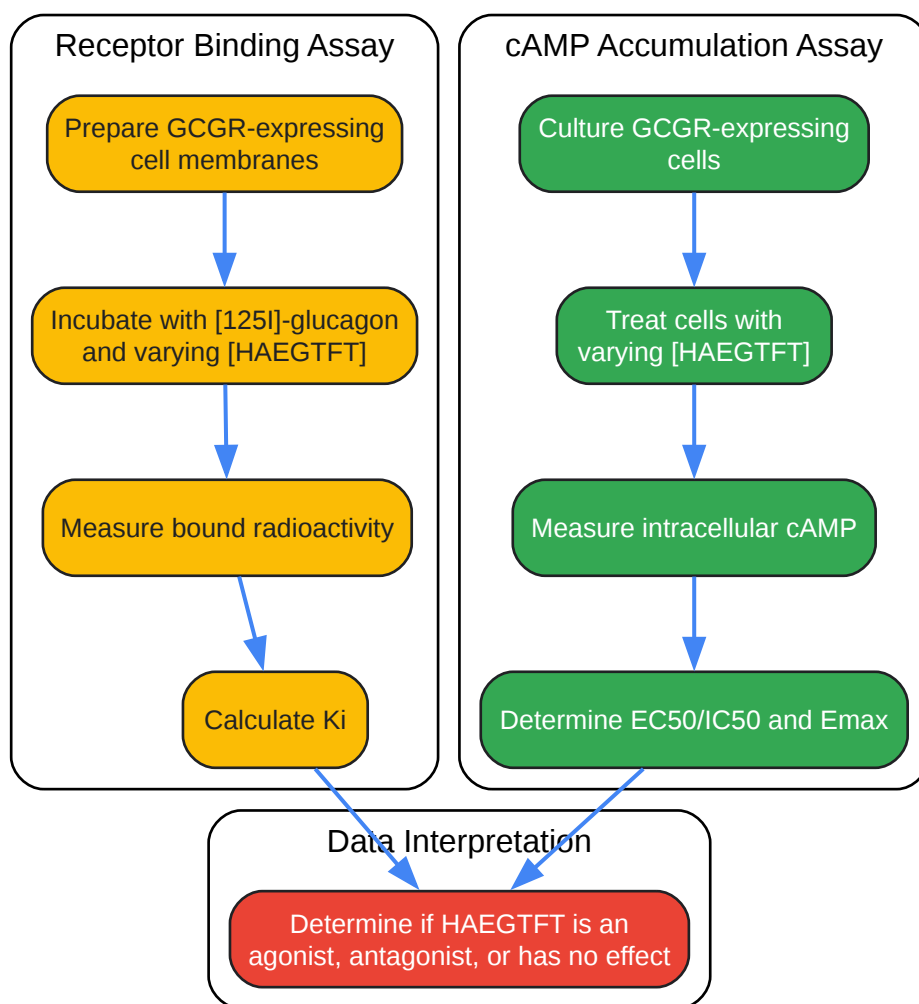 Receptor Binding Assay
Prepare GCGR-expressing
cell membranes
Incubate with [125I]-glucagon
and varying [HAEGTFT]
Measure bound radioactivity
Calculate Ki
cAMP Accumulation Assay
Culture GCGR-expressing
cells
Treat cells with
varying [HAEGTFT]
Measure intracellular cAMP
Determine EC50/IC50 and Emax
Data Interpretation
Determine if HAEGTFT is an
agonist, antagonist, or has no effect